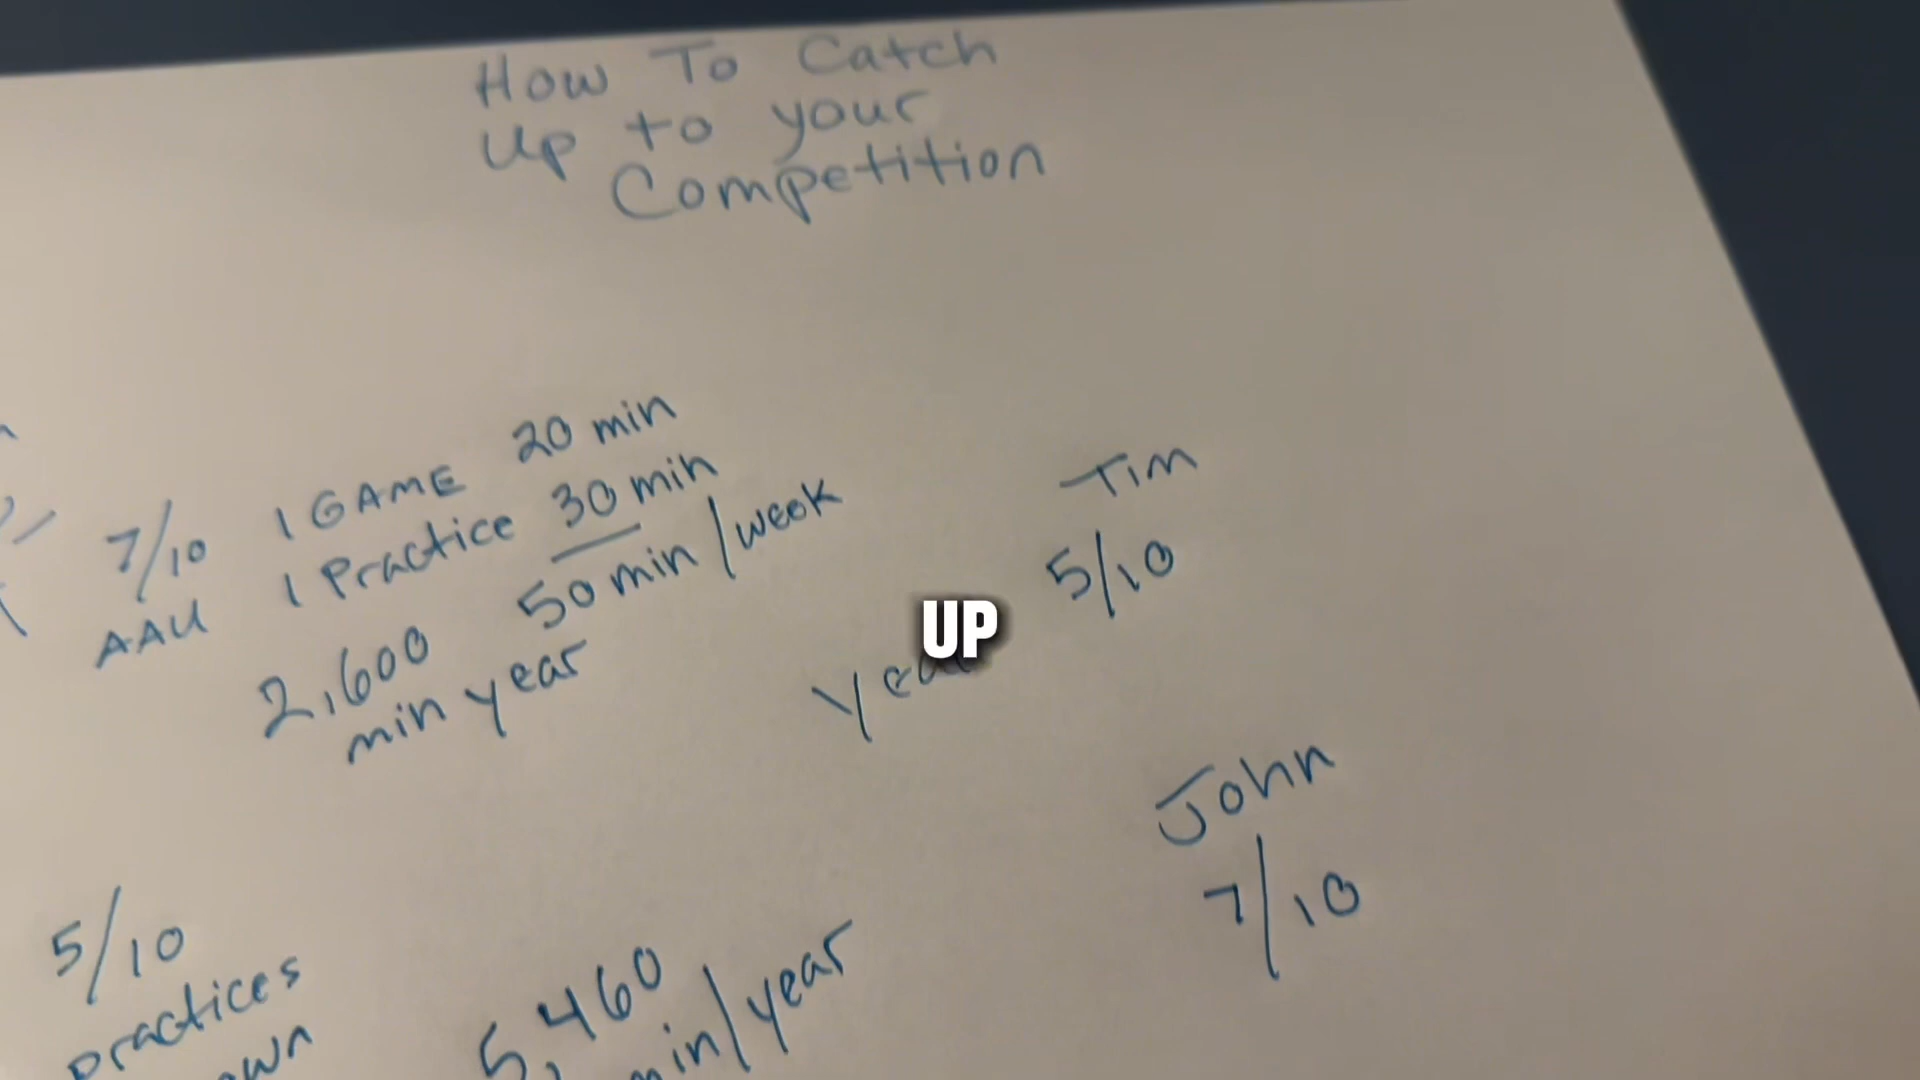 How To Catch
Up to your
Competition
7/10
AAU
1 GAME 20 min
1 Practice 30 min
50 min/week
2,600
min year
Tim
5/10
UP
John
7/10
5/10
practices
5,460
min/year